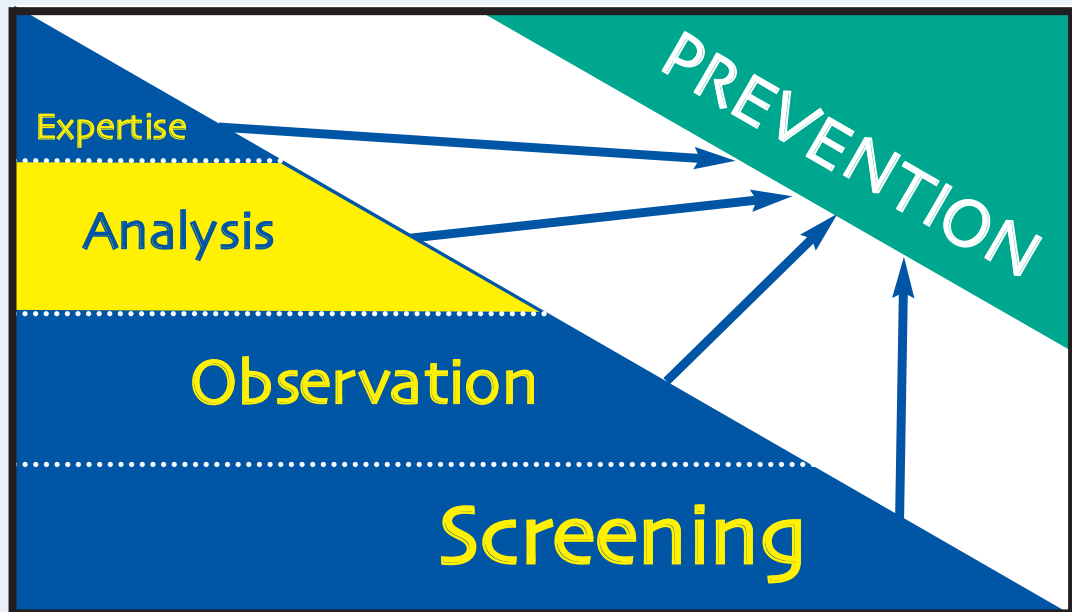 PREVENTION
Expertise
Analysis
Observation
Screening